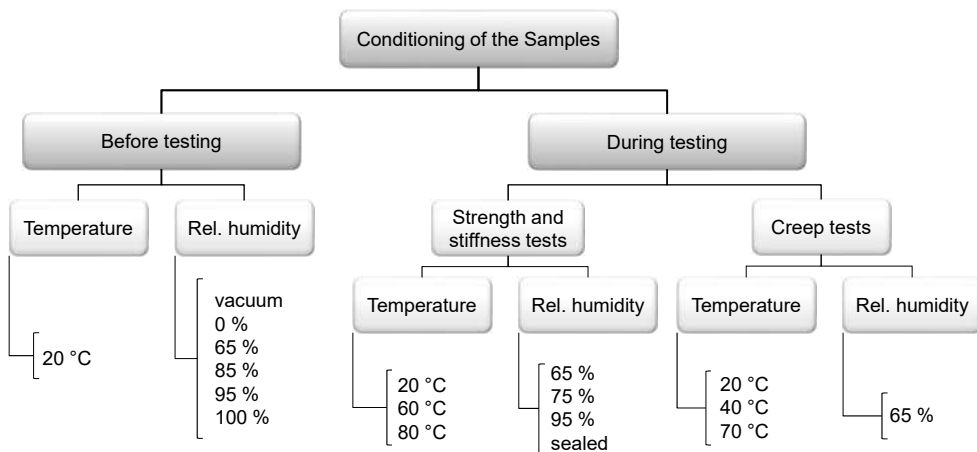 Conditioning of the Samples
Before testing
During testing
Temperature
Rel. humidity
Strength and
stiffness tests
Creep tests
20 °C
vacuum
0 %
65 %
85 %
95 %
100 %
Temperature
Rel. humidity
Temperature
Rel. humidity
20 °C
60 °C
80 °C
65 %
75 %
95 %
sealed
20 °C
40 °C
70 °C
65 %